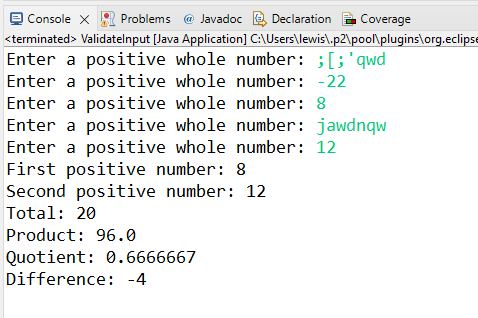 Console Problems Javadoc Declaration Coverage
<terminated> ValidateInput [Java Application] C:\Users\lewis\.p2\pool\plugins\org.eclipse
Enter a positive whole number: ;[;'qwd
Enter a positive whole number: -22
Enter a positive whole number: 8
Enter a positive whole number: jawdnqw
Enter a positive whole number: 12
First positive number: 8
Second positive number: 12
Total: 20
Product: 96.0
Quotient: 0.6666667
Difference: -4